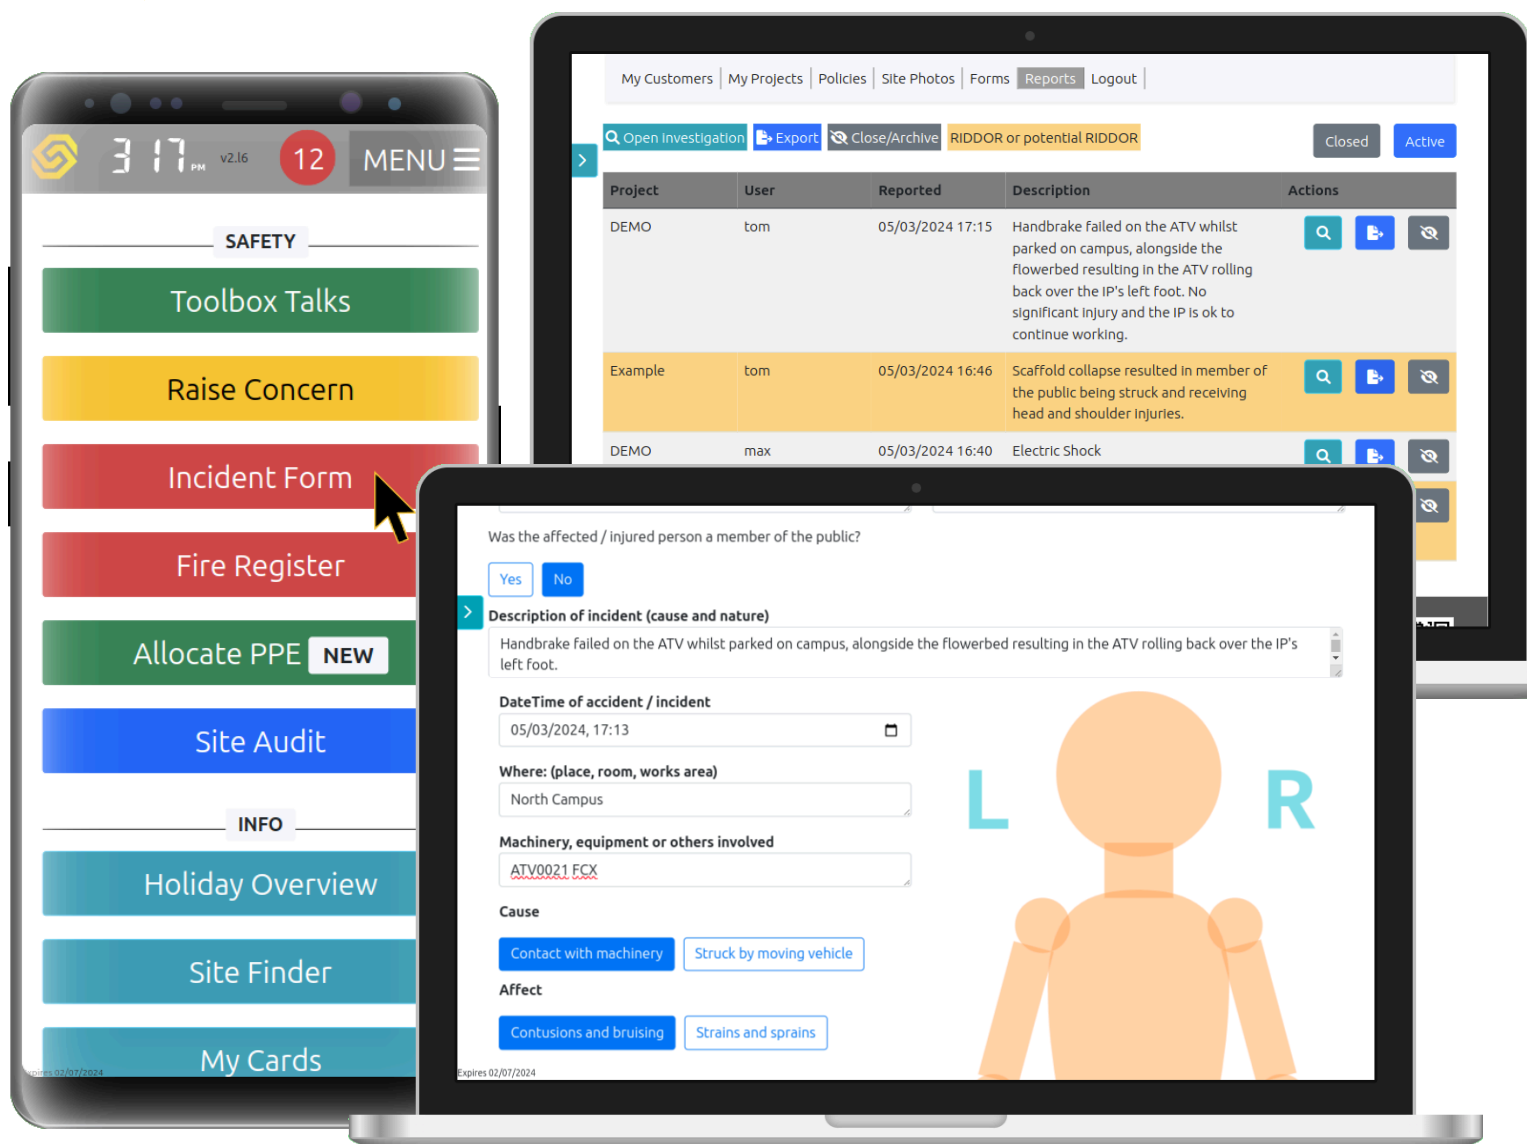 3 17 PM v2.16 12 MENU
SAFETY
Toolbox Talks
Raise Concern
Incident Form
Fire Register
Allocate PPE NEW
Site Audit
INFO
Holiday Overview
Site Finder
My Cards
xpires 02/07/2024
My Customers My Projects Policies Site Photos Forms Reports Logout
Open Investigation Export Close/Archive RIDDOR or potential RIDDOR Closed Active
Project User Reported Description Actions
DEMO tom 05/03/2024 17:15 Handbrake failed on the ATV whilst
parked on campus, alongside the
flowerbed resulting in the ATV rolling
back over the IP's left foot. No
significant injury and the IP is ok to
continue working.
Example tom 05/03/2024 16:46 Scaffold collapse resulted in member of
the public being struck and receiving
head and shoulder injuries.
DEMO max 05/03/2024 16:40 Electric Shock
Was the affected / injured person a member of the public?
Yes No
Description of incident (cause and nature)
Handbrake failed on the ATV whilst parked on campus, alongside the flowerbed resulting in the ATV rolling back over the IP's
left foot.
DateTime of accident / incident
05/03/2024, 17:13
Where: (place, room, works area)
North Campus
Machinery, equipment or others involved
ATV0021 FCX
Cause
Contact with machinery Struck by moving vehicle
Affect
Contusions and bruising Strains and sprains
L R
Expires 02/07/2024